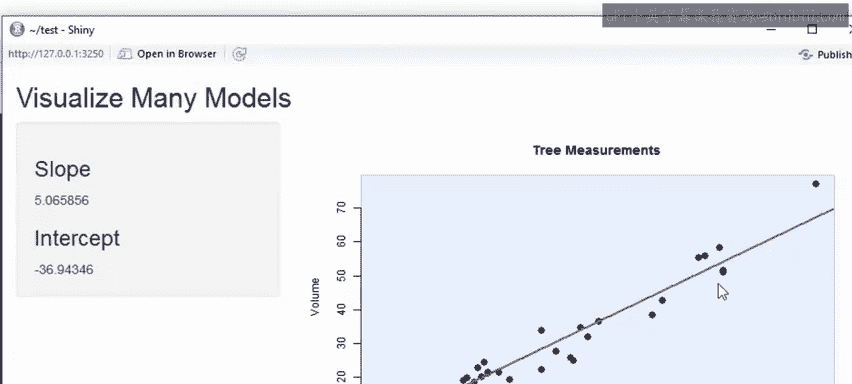 ~/test - Shiny
http://127.0.0.1:3250
Open in Browser
Publish
Visualize Many Models
Slope
5.065856
Intercept
-36.94346
Tree Measurements
Volume
70
60
50
40
30
20